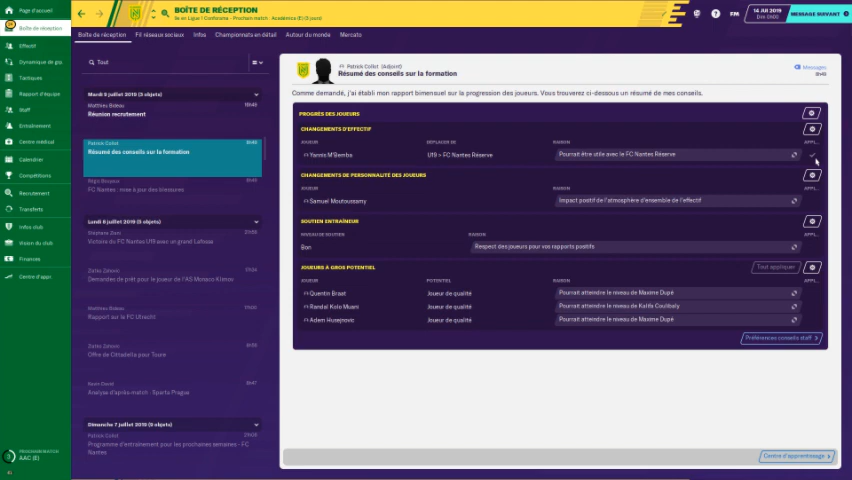 Page d'accueil
Boîte de réception
Effectif
Dynamique de gro
Tactiques
Rapport d'équipe
Staff
Entraînement
Centre médical
Calendrier
Compétitions
Recrutement
Transferts
Infos club
Vision du club
Finances
Centre d'appr
AAC (E)
BOÎTE DE RÉCEPTION
3e en Ligue 1 Conforama - Prochain match : Académica (E) (3 jours)
FM
14 JUI 2019
MESSAGE SUIVANT
Boîte de réception
Fil réseaux sociaux
Infos
Championnats en détail
Autour du monde
Mercato
Tout
Mardi 9 juillet 2019 (3 objets)
Réunion recrutement
Patrick Collot
Résumé des conseils sur la formation
FC Nantes : mise à jour des blessures
Lundi 8 juillet 2019 (5 objets)
Victoire du FC Nantes U19 avec un grand
Demandes de prêt pour le joueur de l'AS Monaco
Rapport sur le FC Utrecht
Offre de Cittadella pour Toure
Analyse d'après-match : Sparta Prague
Dimanche 7 juillet 2019 (3 objets)
Patrick Collot
Programme d'entraînement pour les prochaines semaines - FC
Nantes
Patrick Collot (Adjoint)
Résumé des conseils sur la formation
Messages
Comme demandé, j'ai établi mon rapport bimensuel sur la progression des joueurs. Vous trouverez ci-dessous un résumé de mes conseils.
PROGRÈS DES JOUEURS
CHANGEMENTS D'EFFECTIF
JOUEUR
DÉPLACER DE
RAISON
APPL...
Yannis M'Bemba
U19 > FC Nantes Réserve
Pourrait être utile avec le FC Nantes Réserve
CHANGEMENTS DE PERSONNALITÉ DES JOUEURS
JOUEUR
RAISON
APPL...
Samuel Moutoussamy
Impact positif de l'atmosphère d'ensemble de l'effectif
SOUTIEN ENTRAÎNEUR
NIVEAU DE SOUTIEN
RAISON
APPL...
Bon
Respect des joueurs pour vos rapports positifs
JOUEURS À GROS POTENTIEL
Tout appliquer
JOUEUR
POTENTIEL
RAISON
APPL...
Quentin Braat
Joueur de qualité
Pourrait atteindre le niveau de Maxime Dupé
Randal Kolo Muani
Joueur de qualité
Pourrait atteindre le niveau de Kalifa Coulibaly
Adem Husejnovic
Joueur de qualité
Pourrait atteindre le niveau de Maxime Dupé
Préférences conseils staff >
Centre d'apprentissage >